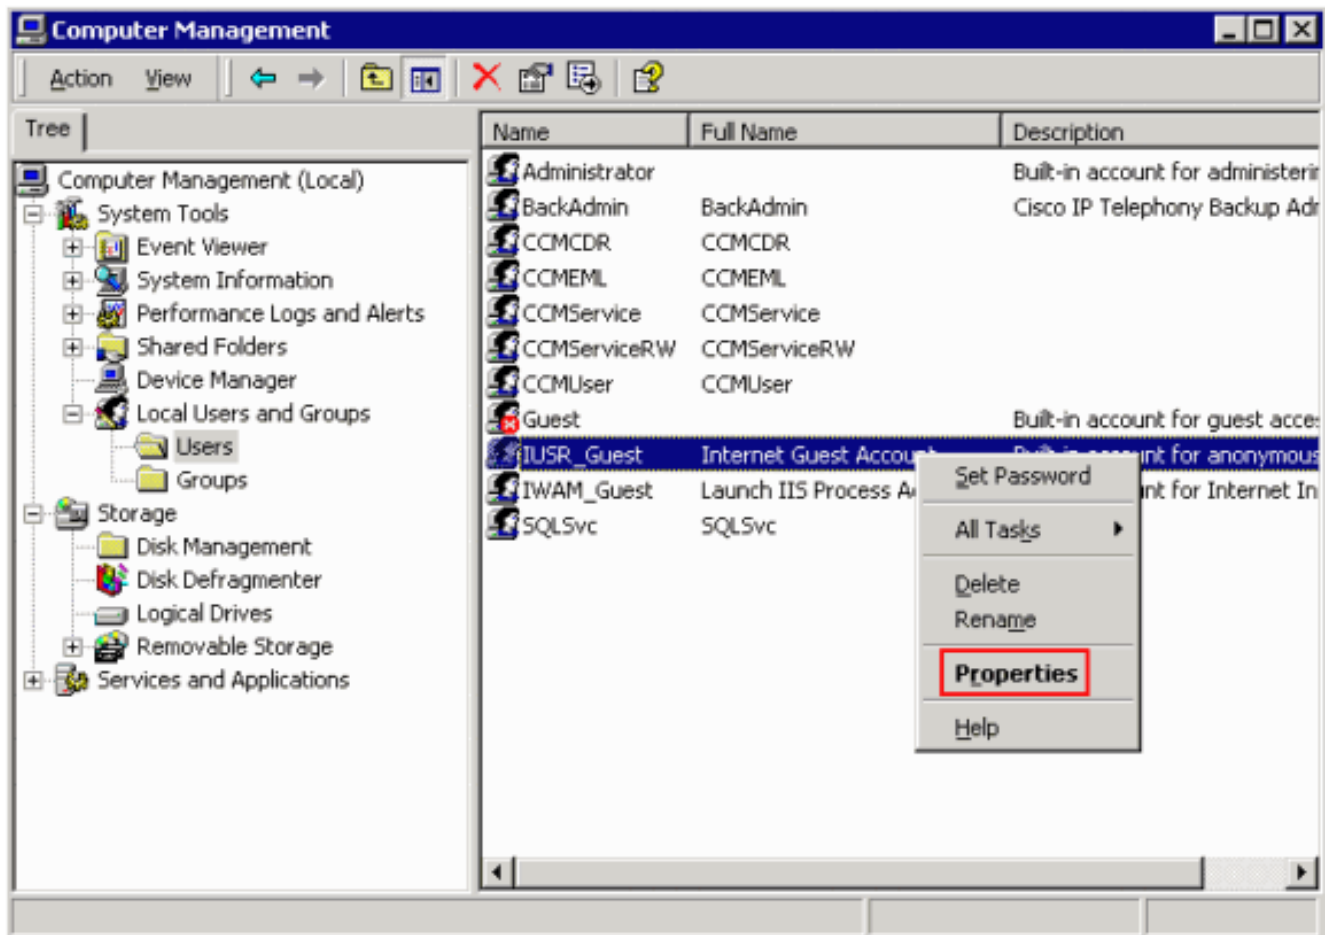 Computer Management
Action View
Tree
Computer Management (Local)
System Tools
Event Viewer
System Information
Performance Logs and Alerts
Shared Folders
Device Manager
Local Users and Groups
Users
Groups
Storage
Disk Management
Disk Defragmenter
Logical Drives
Removable Storage
Services and Applications
Name Full Name Description
Administrator Built-in account for administerin
BackAdmin BackAdmin Cisco IP Telephony Backup Adr
CCMCDR CCMCDR
CCMEML CCMEML
CCMService CCMService
CCMServiceRW CCMServiceRW
CCMUser CCMUser
Guest Built-in account for guest acce
IUSR_Guest Internet Guest Account for anonymous
IWAM_Guest Launch IIS Process for Internet In
SQLSvc SQLSvc
Set Password
All Tasks
Delete
Rename
Properties
Help